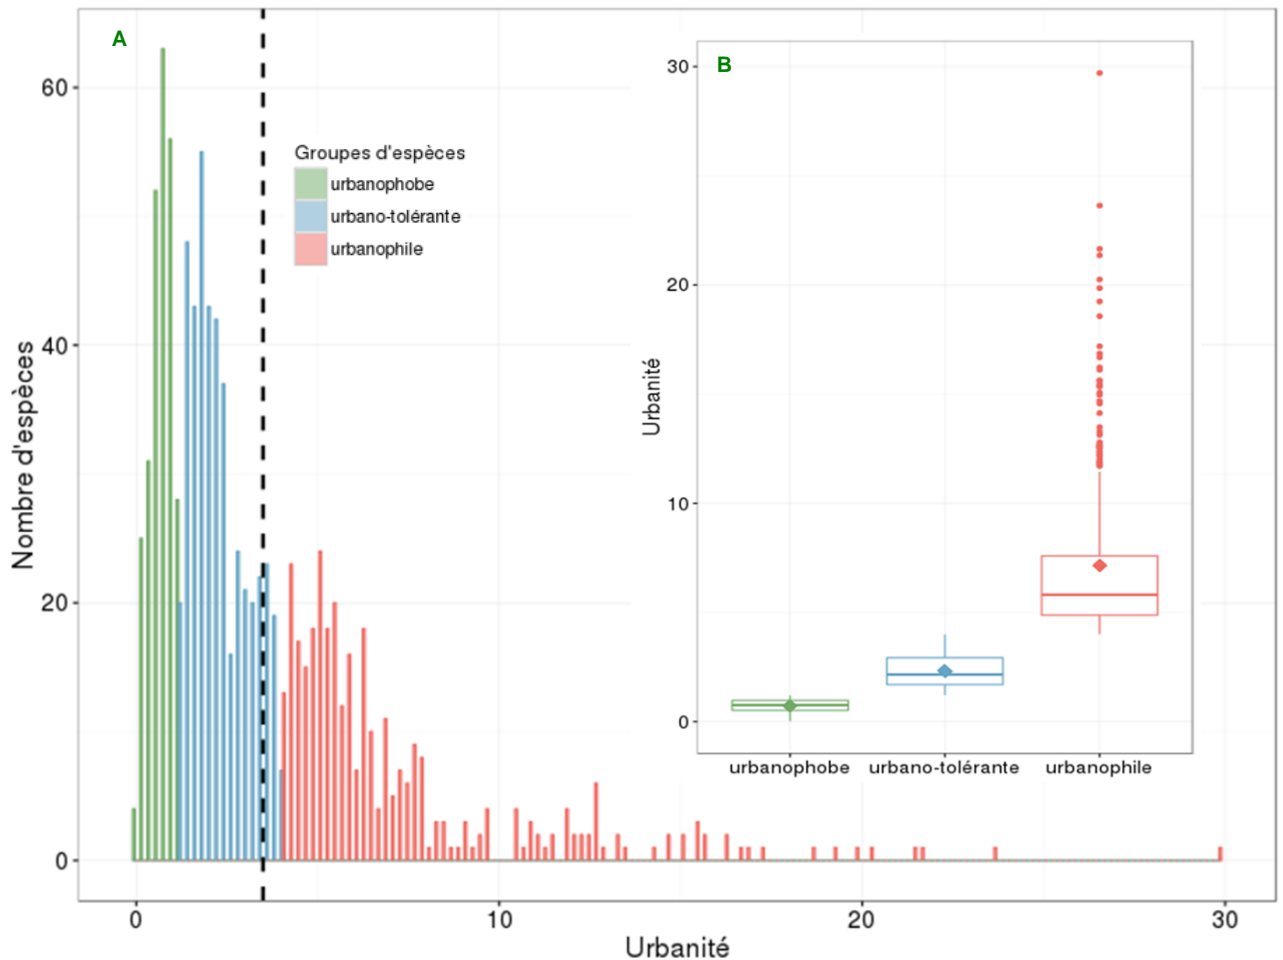 A
60
40
20
0
Nombre d'espèces
Groupes d'espèces
urbanophobe
urbano-tolérante
urbanophile
0
10
20
30
Urbanité
B
30
20
10
0
Urbanité
urbanophobe
urbano-tolérante
urbanophile